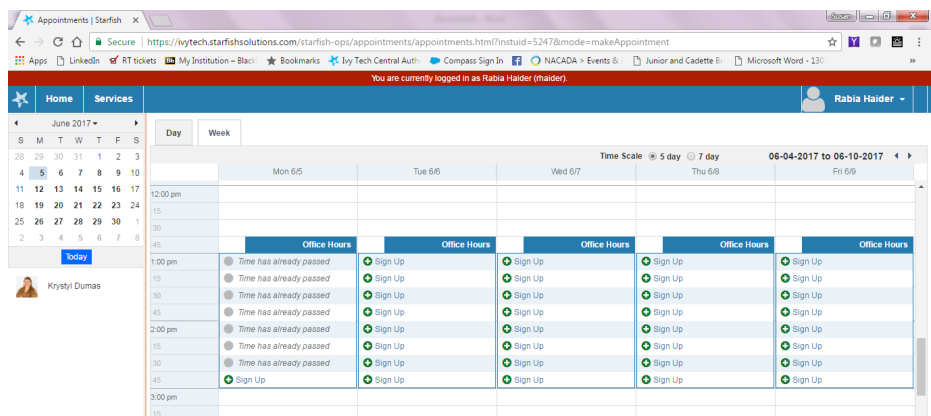 Appointments | Starfish
Susan
Secure | https://ivytech.starfishsolutions.com/starfish-ops/appointments/appointments.html?instuid=5247&mode=makeAppointment
Apps LinkedIn RT tickets My Institution – Black Bookmarks Ivy Tech Central Auth Compass Sign In NACADA > Events & Junior and Cadette Br Microsoft Word - 130 »
You are currently logged in as Rabia Haider (rhaider).
Home Services Rabia Haider
June 2017
S M T W T F S
28 29 30 31 1 2 3
4 5 6 7 8 9 10
11 12 13 14 15 16 17
18 19 20 21 22 23 24
25 26 27 28 29 30 1
2 3 4 5 6 7 8
Today
Krystyl Dumas
Day Week
Time Scale 5 day 7 day 06-04-2017 to 06-10-2017
Mon 6/5 Tue 6/6 Wed 6/7 Thu 6/8 Fri 6/9
12:00 pm
:15
:30
:45 Office Hours Office Hours Office Hours Office Hours Office Hours
1:00 pm Time has already passed Sign Up Sign Up Sign Up Sign Up
:15 Time has already passed Sign Up Sign Up Sign Up Sign Up
:30 Time has already passed Sign Up Sign Up Sign Up Sign Up
:45 Time has already passed Sign Up Sign Up Sign Up Sign Up
2:00 pm Time has already passed Sign Up Sign Up Sign Up Sign Up
:15 Time has already passed Sign Up Sign Up Sign Up Sign Up
:30 Time has already passed Sign Up Sign Up Sign Up Sign Up
:45 Sign Up Sign Up Sign Up Sign Up Sign Up
3:00 pm
:15